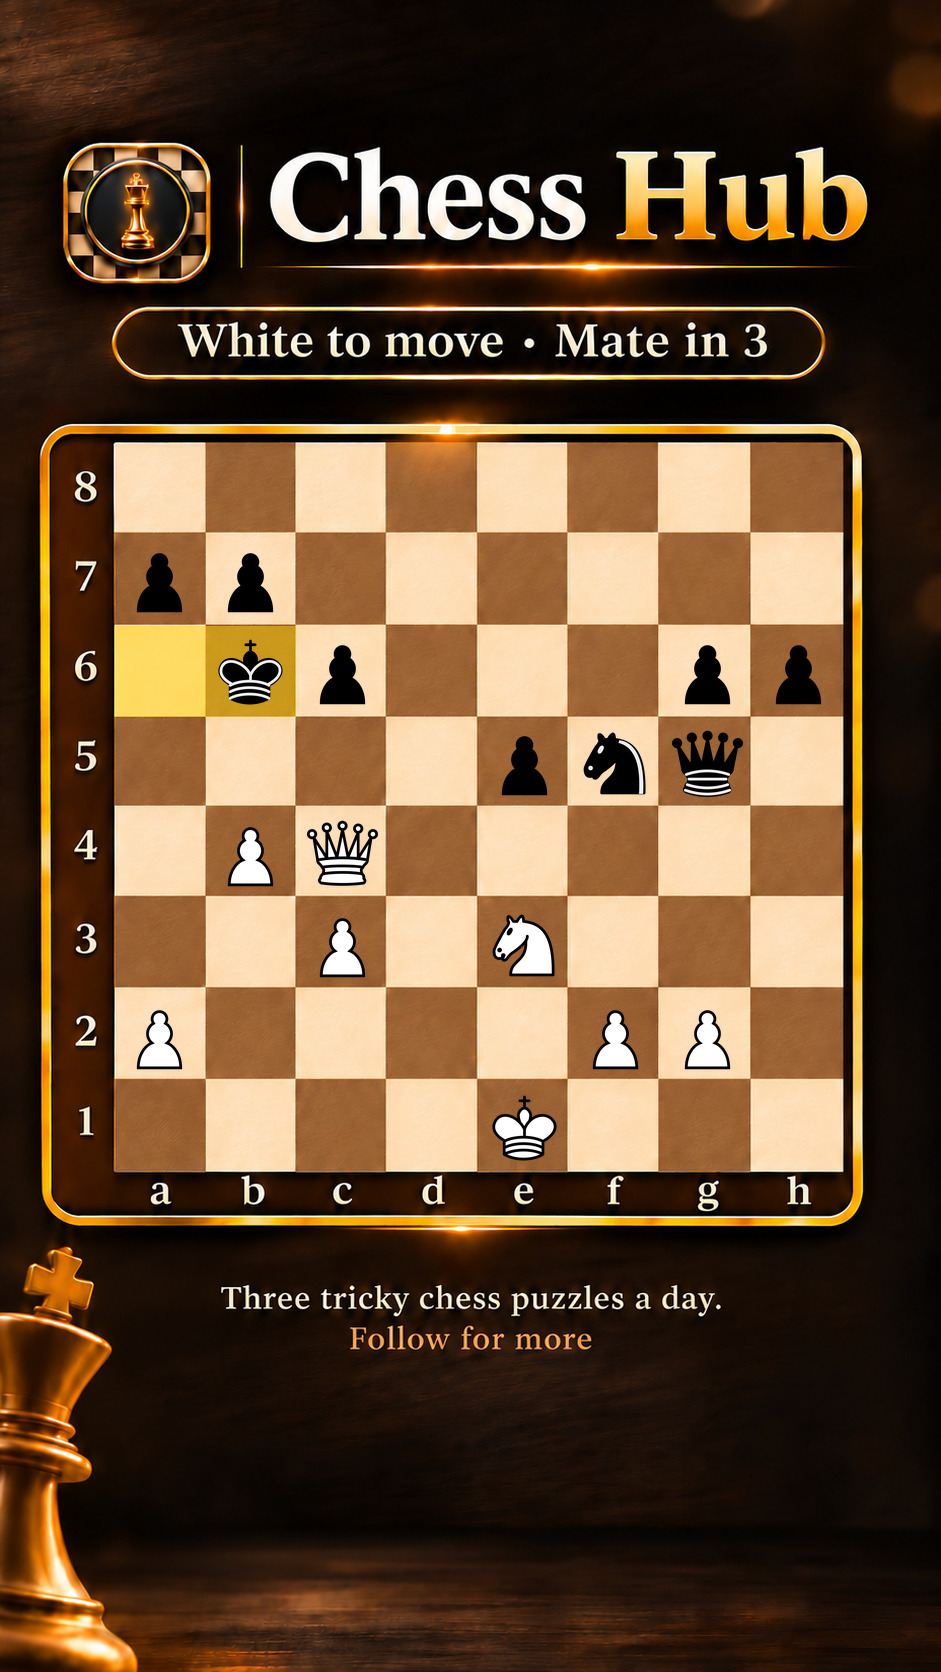 Chess Hub
White to move • Mate in 3
8
7
6
5
4
3
2
1
a b c d e f g h
Three tricky chess puzzles a day.
Follow for more